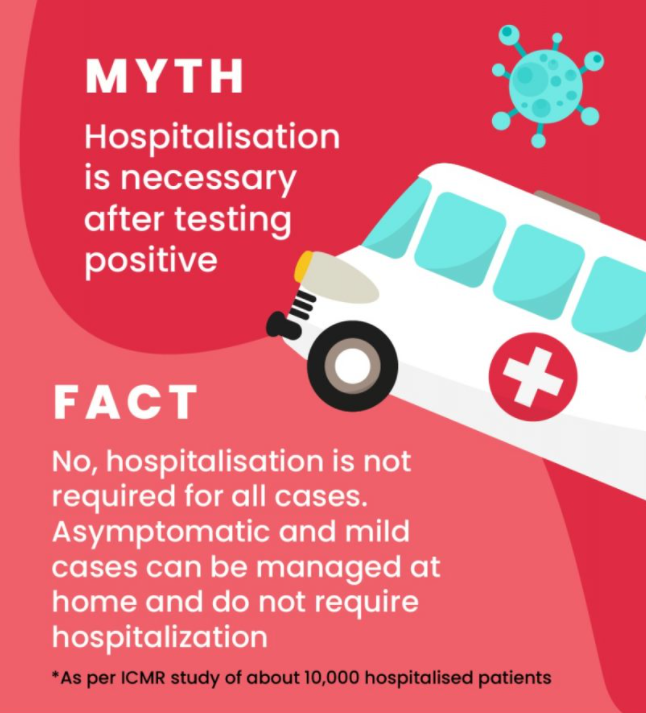 MYTH
Hospitalisation
is necessary
after testing
positive
FACT
No, hospitalisation is not
required for all cases.
Asymptomatic and mild
cases can be managed at
home and do not require
hospitalization
*As per ICMR study of about 10,000 hospitalised patients